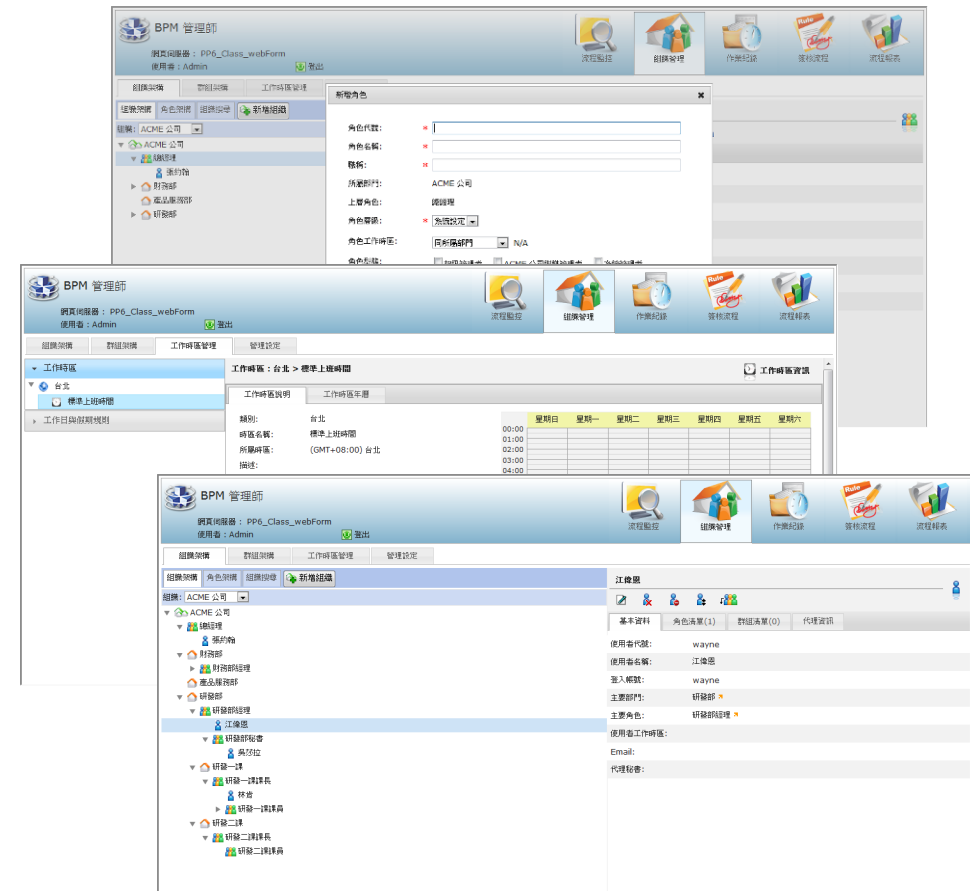 BPM 管理師
網頁伺服器： PP6_Class_webForm
使用者：Admin
登出
流程監控
組織管理
作業紀錄
簽核流程
流程報表
組織架構
群組架構
工作時區管理
組織架構
角色架構
組織搜尋
新增組織
組織: ACME 公司
ACME 公司
總經理
張約翰
財務部
產品服務部
研發部
新增角色
角色代號: *
角色名稱: *
職稱: *
所屬部門: ACME 公司
上層角色: 總經理
角色層級: * 系統設定
角色工作時區: 同所屬部門 N/A
BPM 管理師
網頁伺服器： PP6_Class_webForm
使用者：Admin
登出
流程監控
組織管理
作業紀錄
簽核流程
流程報表
組織架構
群組架構
工作時區管理
管理設定
工作時區
台北
標準上班時間
工作日與假期規則
工作時區：台北 > 標準上班時間
工作時區資訊
工作時區說明
工作時區年曆
類別: 台北
時區名稱: 標準上班時間
所屬時區: (GMT+08:00) 台北
描述:
星期日 星期一 星期二 星期三 星期四 星期五 星期六
00:00
01:00
02:00
03:00
04:00
BPM 管理師
網頁伺服器： PP6_Class_webForm
使用者：Admin
登出
流程監控
組織管理
作業紀錄
簽核流程
流程報表
組織架構
群組架構
工作時區管理
管理設定
組織架構
角色架構
組織搜尋
新增組織
組織: ACME 公司
ACME 公司
總經理
張約翰
財務部
財務部經理
產品服務部
研發部
研發部經理
江偉恩
研發部秘書
吳莎拉
研發一課
研發一課課長
林肯
研發一課課員
研發二課
研發二課課長
研發二課課員
江偉恩
基本資料
角色清單(1)
群組清單(0)
代理資訊
使用者代號: wayne
使用者名稱: 江偉恩
登入帳號: wayne
主要部門: 研發部
主要角色: 研發部經理
使用者工作時區:
Email:
代理秘書: